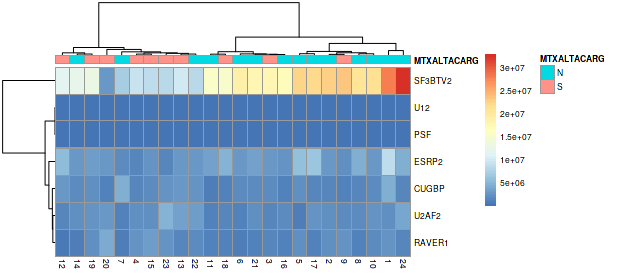 MTXALTACARG
SF3BTV2
U12
PSF
ESRP2
CUGBP
U2AF2
RAVER1
12 14 19 20 7 4 15 23 13 22 11 18 6 21 3 16 5 17 2 9 8 10 1 24
3e+07
2.5e+07
2e+07
1.5e+07
1e+07
5e+06
MTXALTACARG
N
S